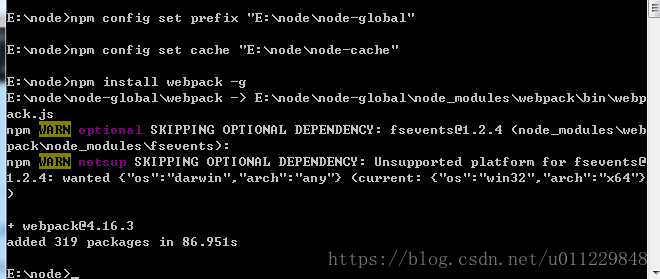 E:\node>npm config set prefix "E:\node\node-global"
E:\node>npm config set cache "E:\node\node-cache"
E:\node>npm install webpack -g
E:\node\node-global\webpack -> E:\node\node-global\node_modules\webpack\bin\webp
ack.js
npm WARN optional SKIPPING OPTIONAL DEPENDENCY: fsevents@1.2.4 (node_modules\web
pack\node_modules\fsevents):
npm WARN notsup SKIPPING OPTIONAL DEPENDENCY: Unsupported platform for fsevents@
1.2.4: wanted {"os":"darwin","arch":"any"} (current: {"os":"win32","arch":"x64"}
)
+ webpack@4.16.3
added 319 packages in 86.951s
https://blog.csdn.net/u011229848
E:\node>_